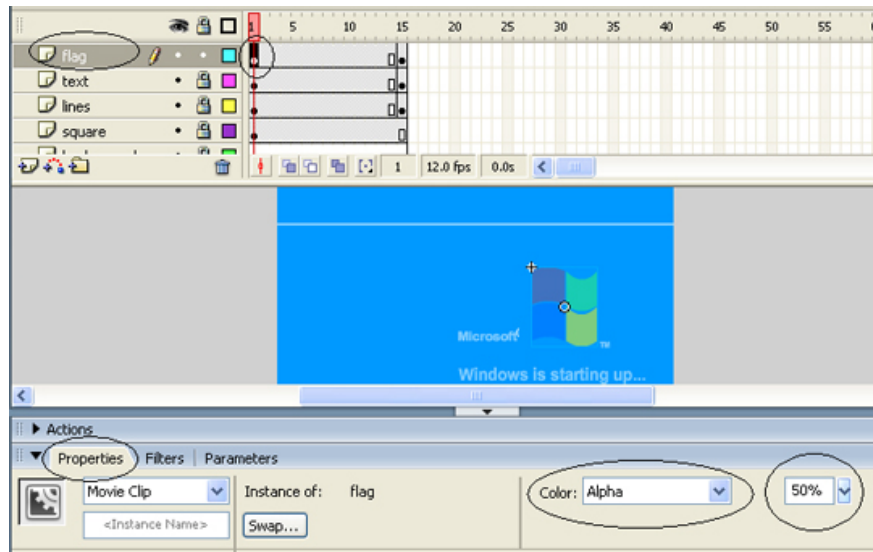 1 5 10 15 20 25 30 35 40 45 50 55
flag
text
lines
square
1 12.0 fps 0.0s
Microsoft
TM
Windows is starting up...
Actions
Properties Filters Parameters
Movie Clip Instance of: flag Color: Alpha 50%
<Instance Name> Swap...